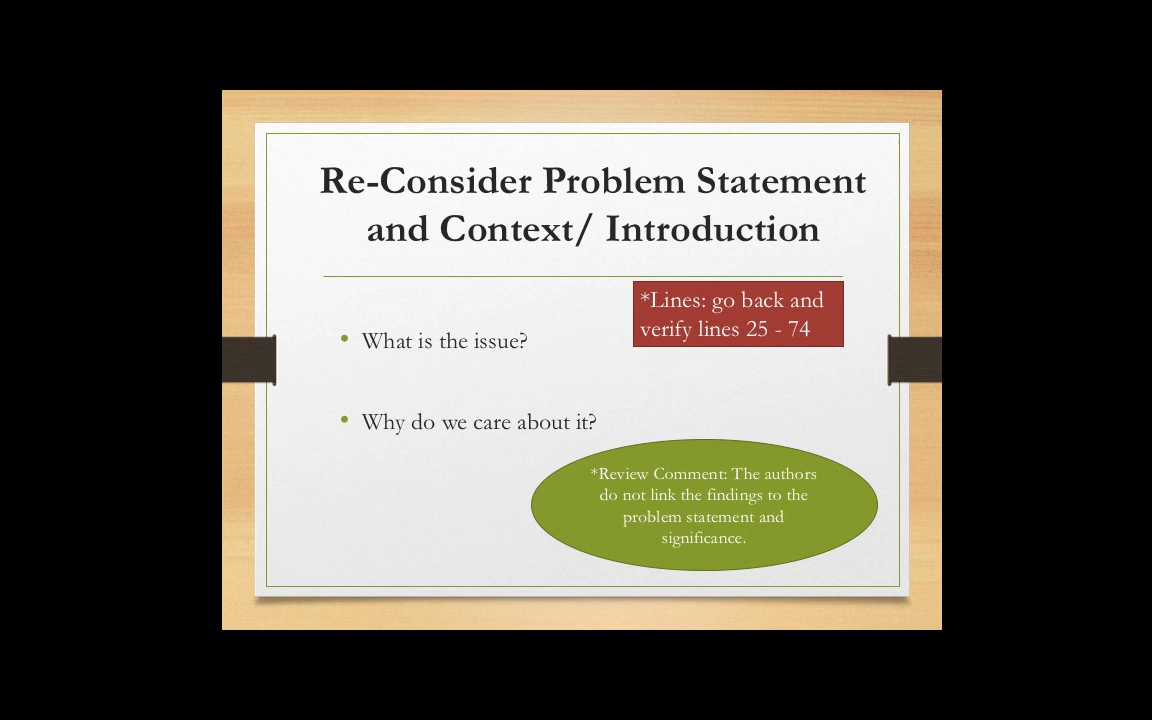 Re-Consider Problem Statement
and Context/ Introduction
*Lines: go back and
verify lines 25 - 74
• What is the issue?
• Why do we care about it?
*Review Comment: The authors
do not link the findings to the
problem statement and
significance.